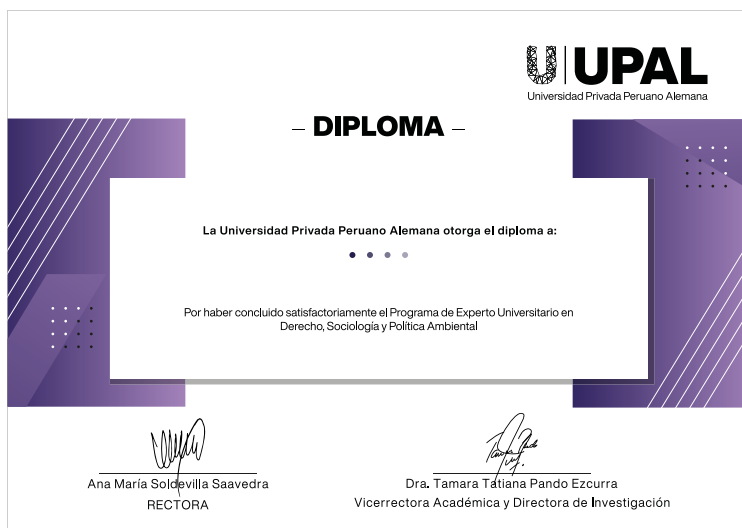 UPAL
Universidad Privada Peruano Alemana
– DIPLOMA –
La Universidad Privada Peruano Alemana otorga el diploma a:
Por haber concluido satisfactoriamente el Programa de Experto Universitario en
Derecho, Sociología y Política Ambiental
Ana María Soldevilla Saavedra
RECTORA
Dra. Tamara Tatiana Pando Ezcurra
Vicerrectora Académica y Directora de Investigación